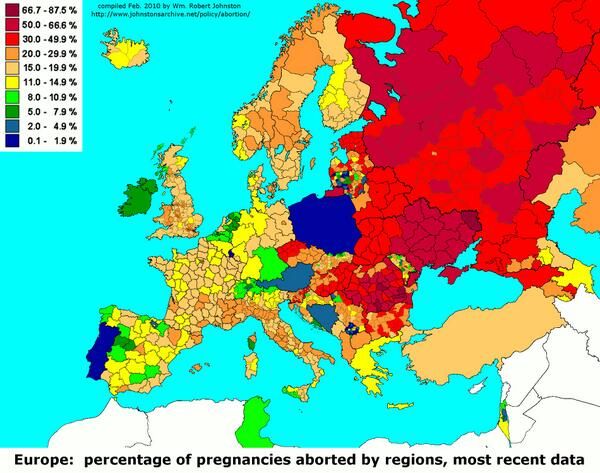 compiled Feb. 2010 by Wm. Robert Johnston
http://www.johnstonsarchive.net/policy/abortion/
66.7 - 87.5 %
50.0 - 66.6 %
30.0 - 49.9 %
20.0 - 29.9 %
15.0 - 19.9 %
11.0 - 14.9 %
8.0 - 10.9 %
5.0 - 7.9 %
2.0 - 4.9 %
0.1 - 1.9 %
Europe: percentage of pregnancies aborted by regions, most recent data